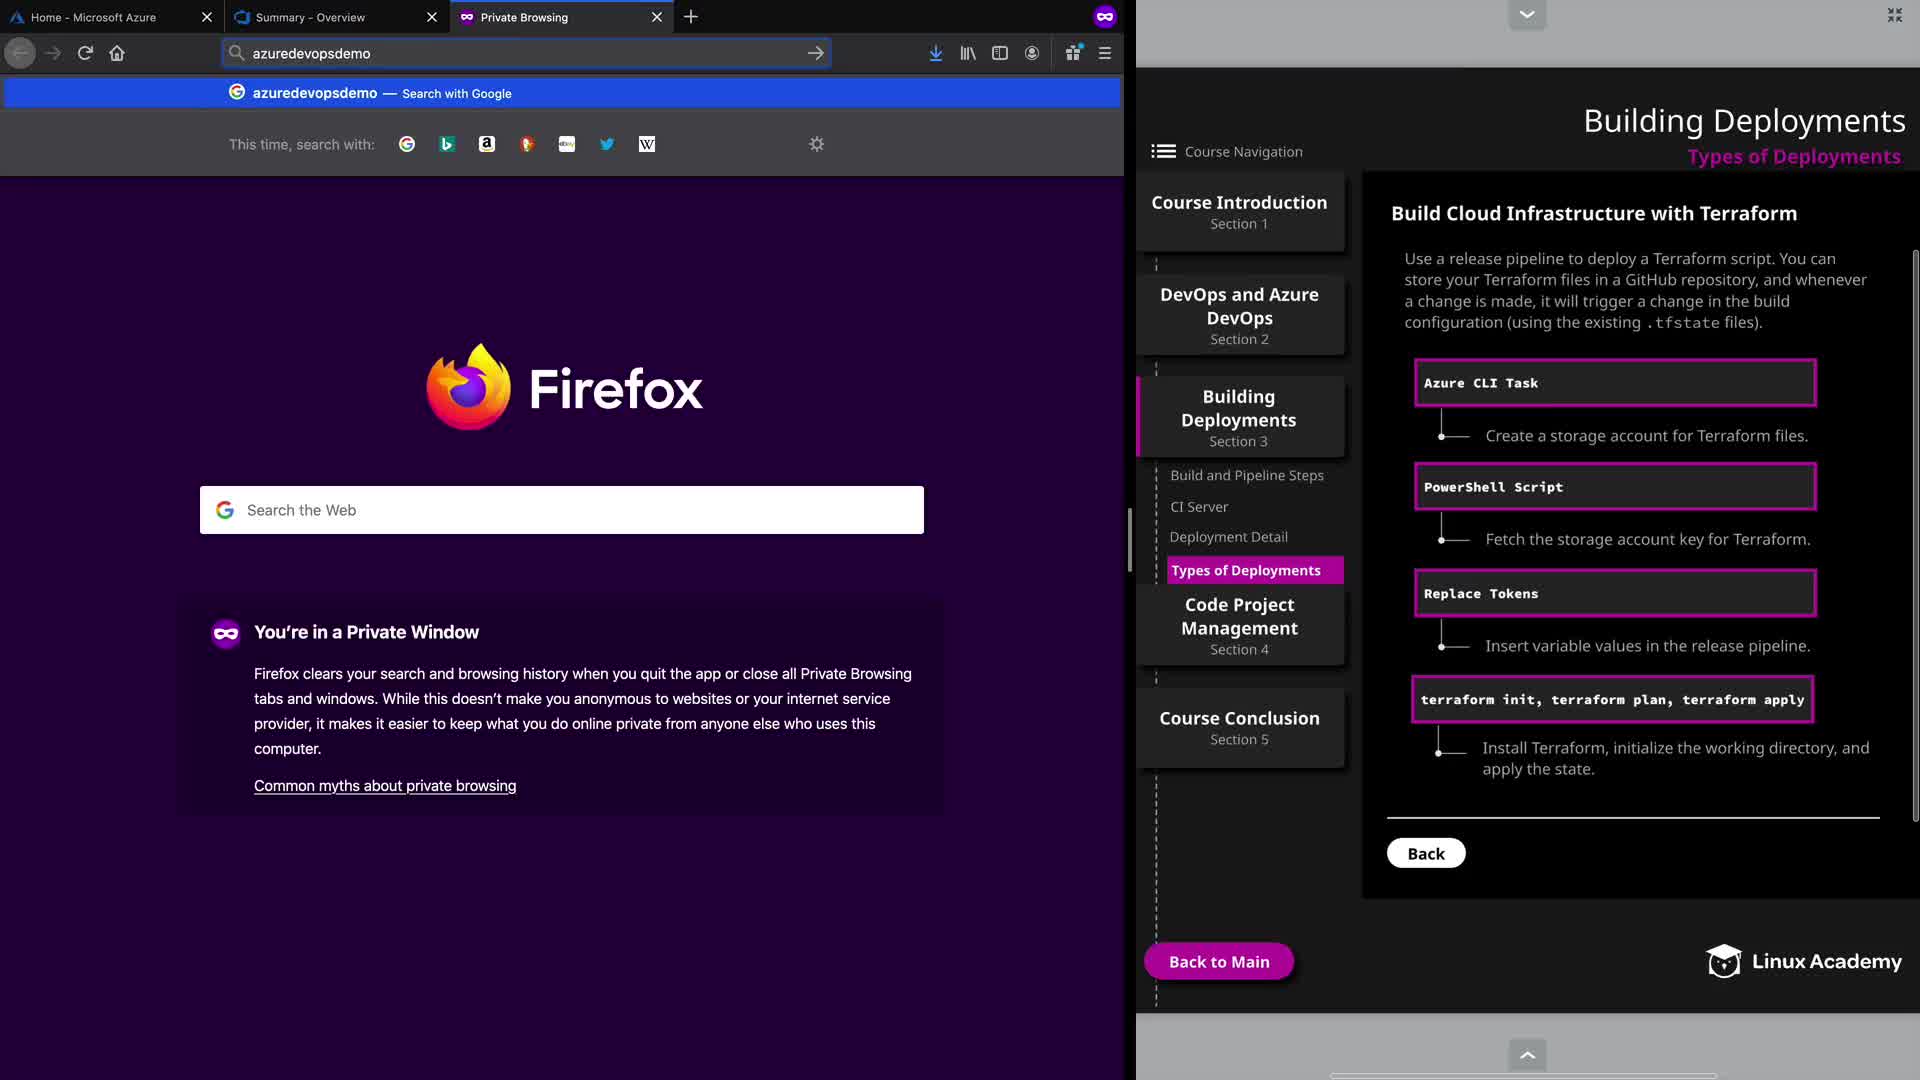 Home - Microsoft Azure
Summary - Overview
Private Browsing
azuredevopsdemo
azuredevopsdemo — Search with Google
This time, search with:
Firefox
Search the Web
You're in a Private Window
Firefox clears your search and browsing history when you quit the app or close all Private Browsing
tabs and windows. While this doesn't make you anonymous to websites or your internet service
provider, it makes it easier to keep what you do online private from anyone else who uses this
computer.
Common myths about private browsing
Building Deployments
Types of Deployments
Course Navigation
Course Introduction
Section 1
DevOps and Azure
DevOps
Section 2
Building
Deployments
Section 3
Build and Pipeline Steps
CI Server
Deployment Detail
Types of Deployments
Code Project
Management
Section 4
Course Conclusion
Section 5
Back to Main
Build Cloud Infrastructure with Terraform
Use a release pipeline to deploy a Terraform script. You can
store your Terraform files in a GitHub repository, and whenever
a change is made, it will trigger a change in the build
configuration (using the existing .tfstate files).
Azure CLI Task
Create a storage account for Terraform files.
PowerShell Script
Fetch the storage account key for Terraform.
Replace Tokens
Insert variable values in the release pipeline.
terraform init, terraform plan, terraform apply
Install Terraform, initialize the working directory, and
apply the state.
Back
Linux Academy